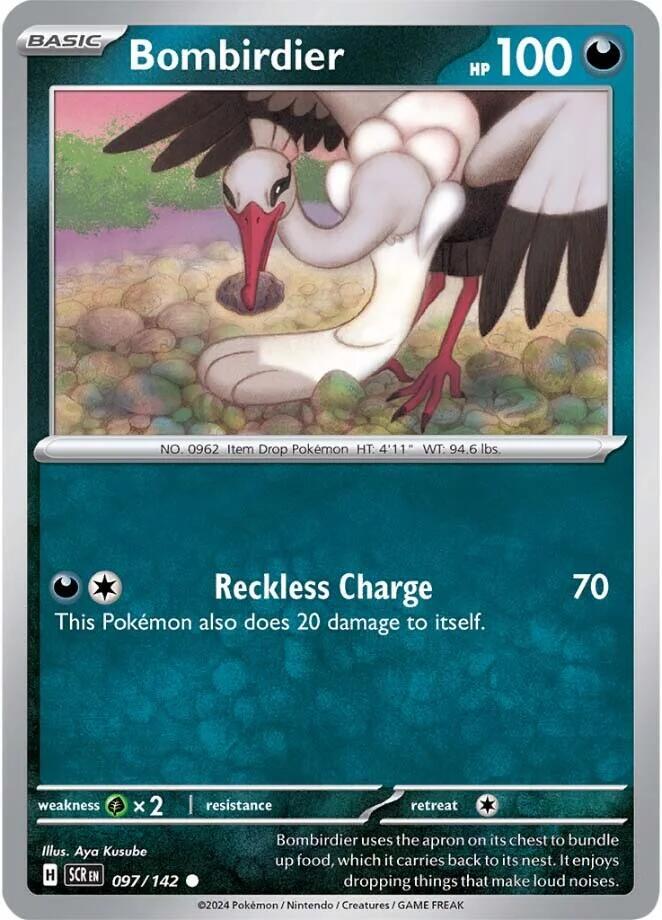 BASIC
Bombirdier
HP 100
NO. 0962 Item Drop Pokémon HT: 4'11" WT: 94.6 lbs.
Reckless Charge 70
This Pokémon also does 20 damage to itself.
weakness ×2 resistance retreat
Illus. Aya Kusube
H SCR EN 097/142
Bombirdier uses the apron on its chest to bundle
up food, which it carries back to its nest. It enjoys
dropping things that make loud noises.
©2024 Pokémon / Nintendo / Creatures / GAME FREAK